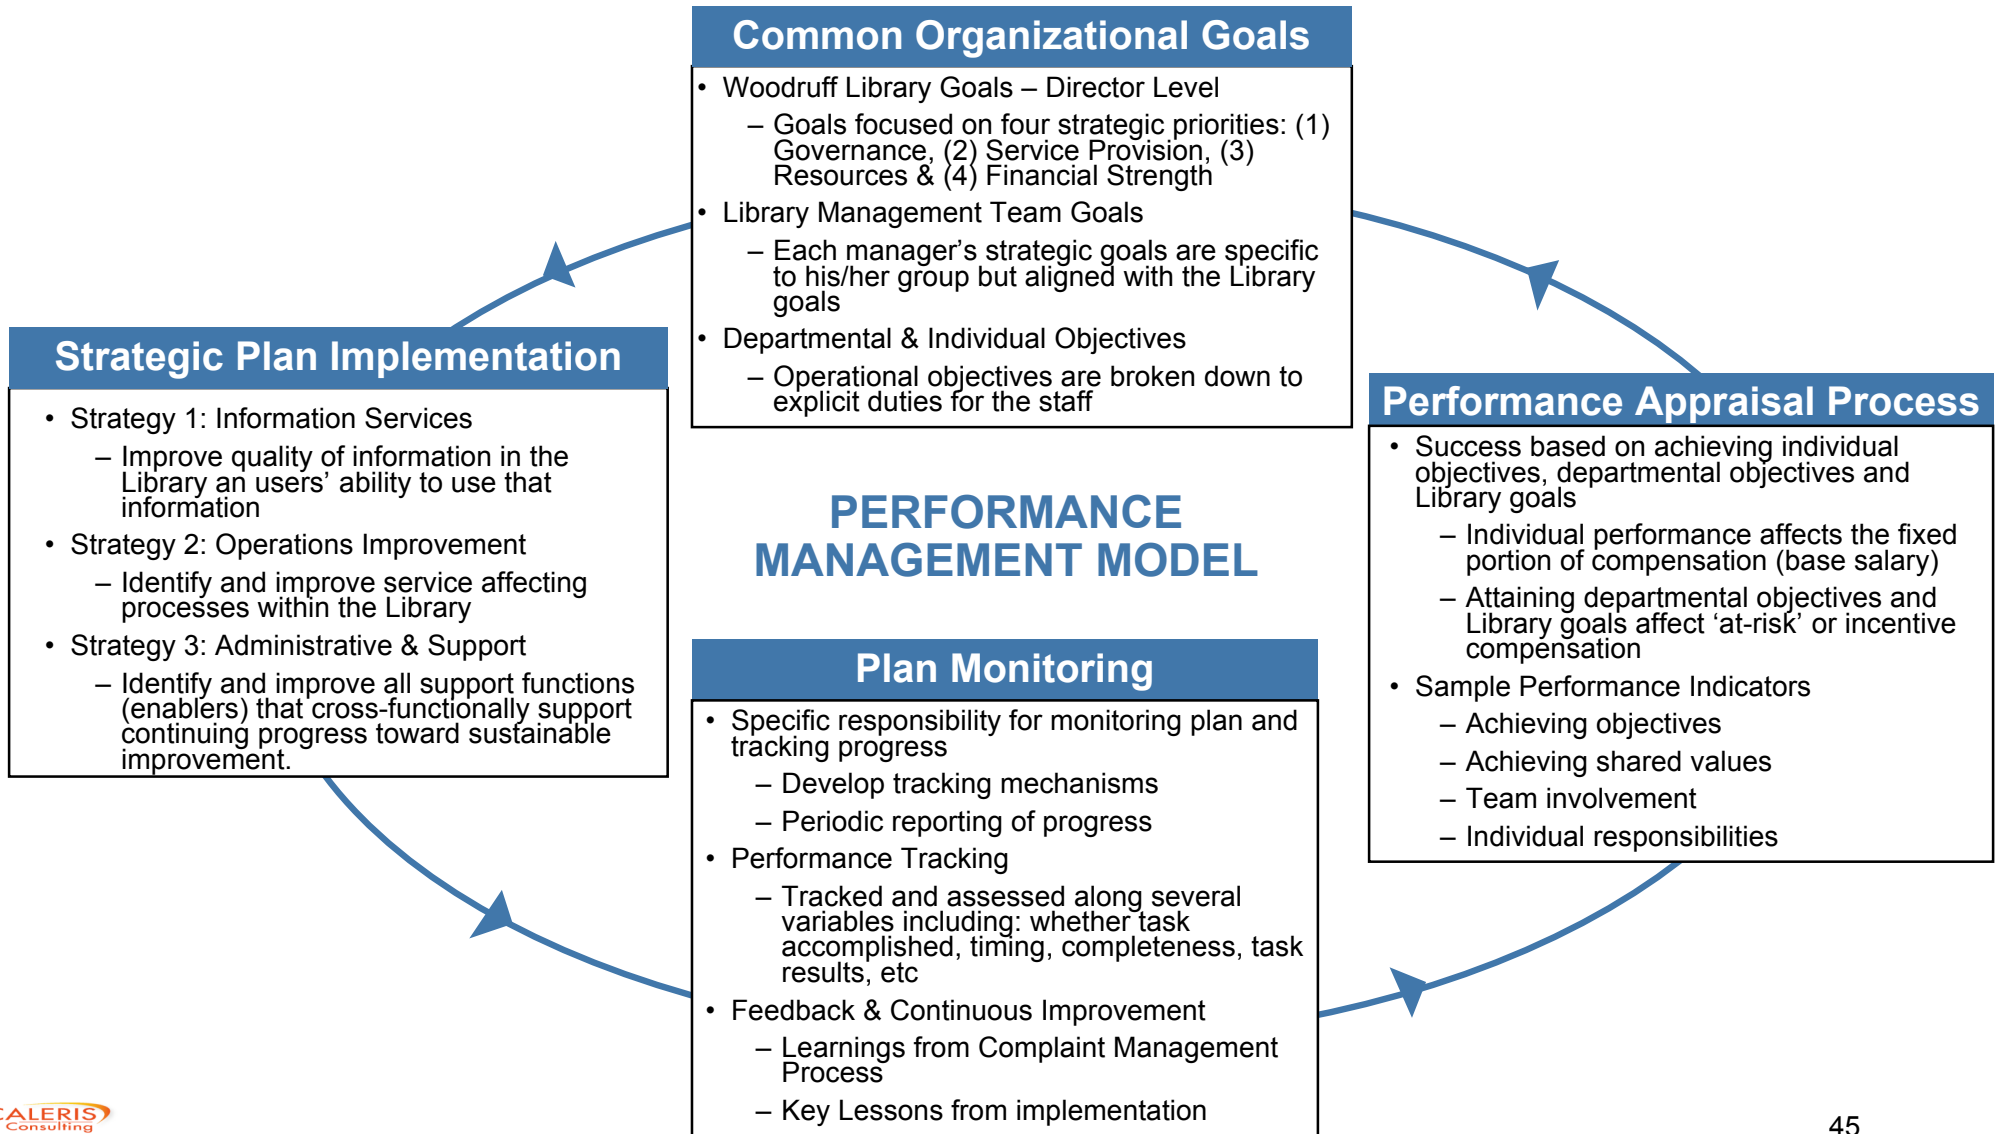 Common Organizational Goals
• Woodruff Library Goals – Director Level
– Goals focused on four strategic priorities: (1)
Governance, (2) Service Provision, (3)
Resources & (4) Financial Strength
• Library Management Team Goals
– Each manager’s strategic goals are specific
to his/her group but aligned with the Library
goals
• Departmental & Individual Objectives
– Operational objectives are broken down to
explicit duties for the staff
Strategic Plan Implementation
• Strategy 1: Information Services
– Improve quality of information in the
Library an users’ ability to use that
information
• Strategy 2: Operations Improvement
– Identify and improve service affecting
processes within the Library
• Strategy 3: Administrative & Support
– Identify and improve all support functions
(enablers) that cross-functionally support
continuing progress toward sustainable
improvement.
PERFORMANCE
MANAGEMENT MODEL
Performance Appraisal Process
• Success based on achieving individual
objectives, departmental objectives and
Library goals
– Individual performance affects the fixed
portion of compensation (base salary)
– Attaining departmental objectives and
Library goals affect ‘at-risk’ or incentive
compensation
• Sample Performance Indicators
– Achieving objectives
– Achieving shared values
– Team involvement
– Individual responsibilities
Plan Monitoring
• Specific responsibility for monitoring plan and
tracking progress
– Develop tracking mechanisms
– Periodic reporting of progress
• Performance Tracking
– Tracked and assessed along several
variables including: whether task
accomplished, timing, completeness, task
results, etc
• Feedback & Continuous Improvement
– Learnings from Complaint Management
Process
– Key Lessons from implementation
CALERIS
Consulting
45